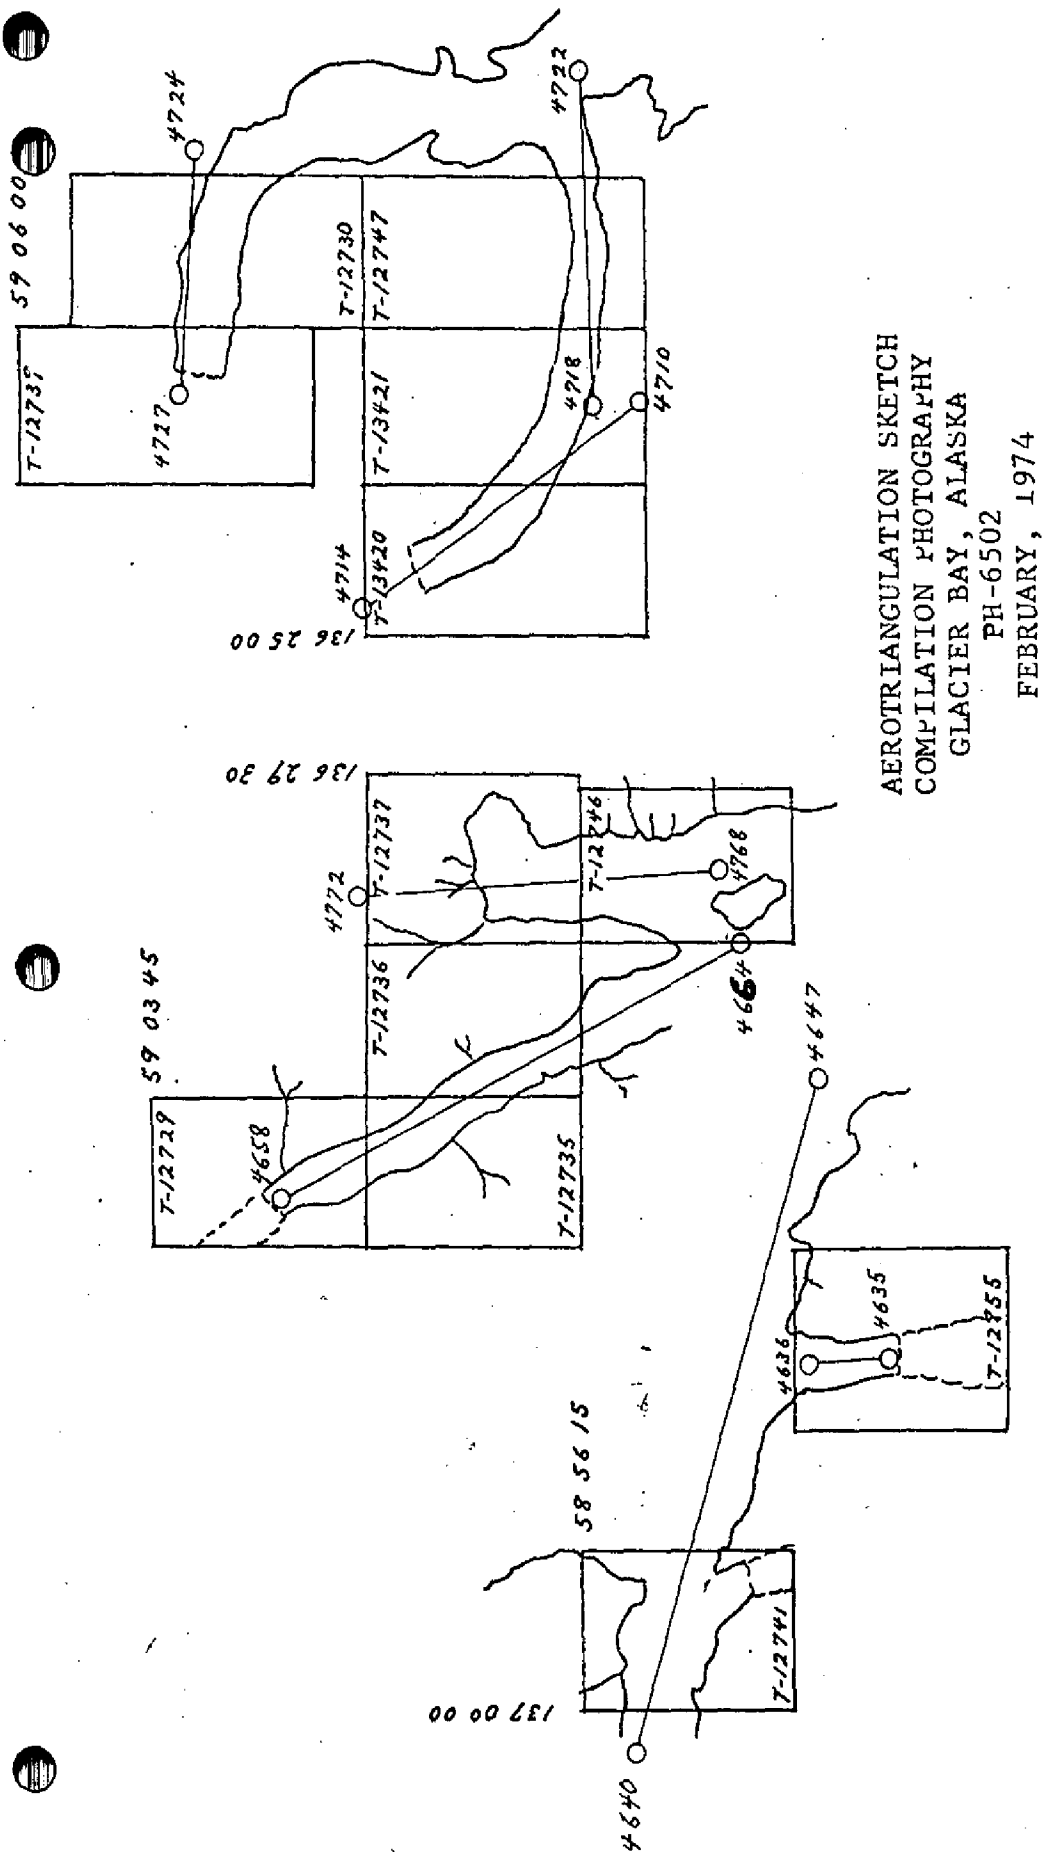 137 00 00
58 56 15
4640
T-12741
4647
4636
4635
T-12755
59 03 45
T-12729
4658
T-12735
T-12736
136 29 30
4772
T-12737
T-12746
4768
4664
59 06 00
4727
4724
136 25 00
4714
T-13420
T-13421
T-12730
T-12747
4718
4710
4722
AEROTRIANGULATION SKETCH
COMPILATION PHOTOGRAPHY
GLACIER BAY, ALASKA
PH-6502
FEBRUARY, 1974